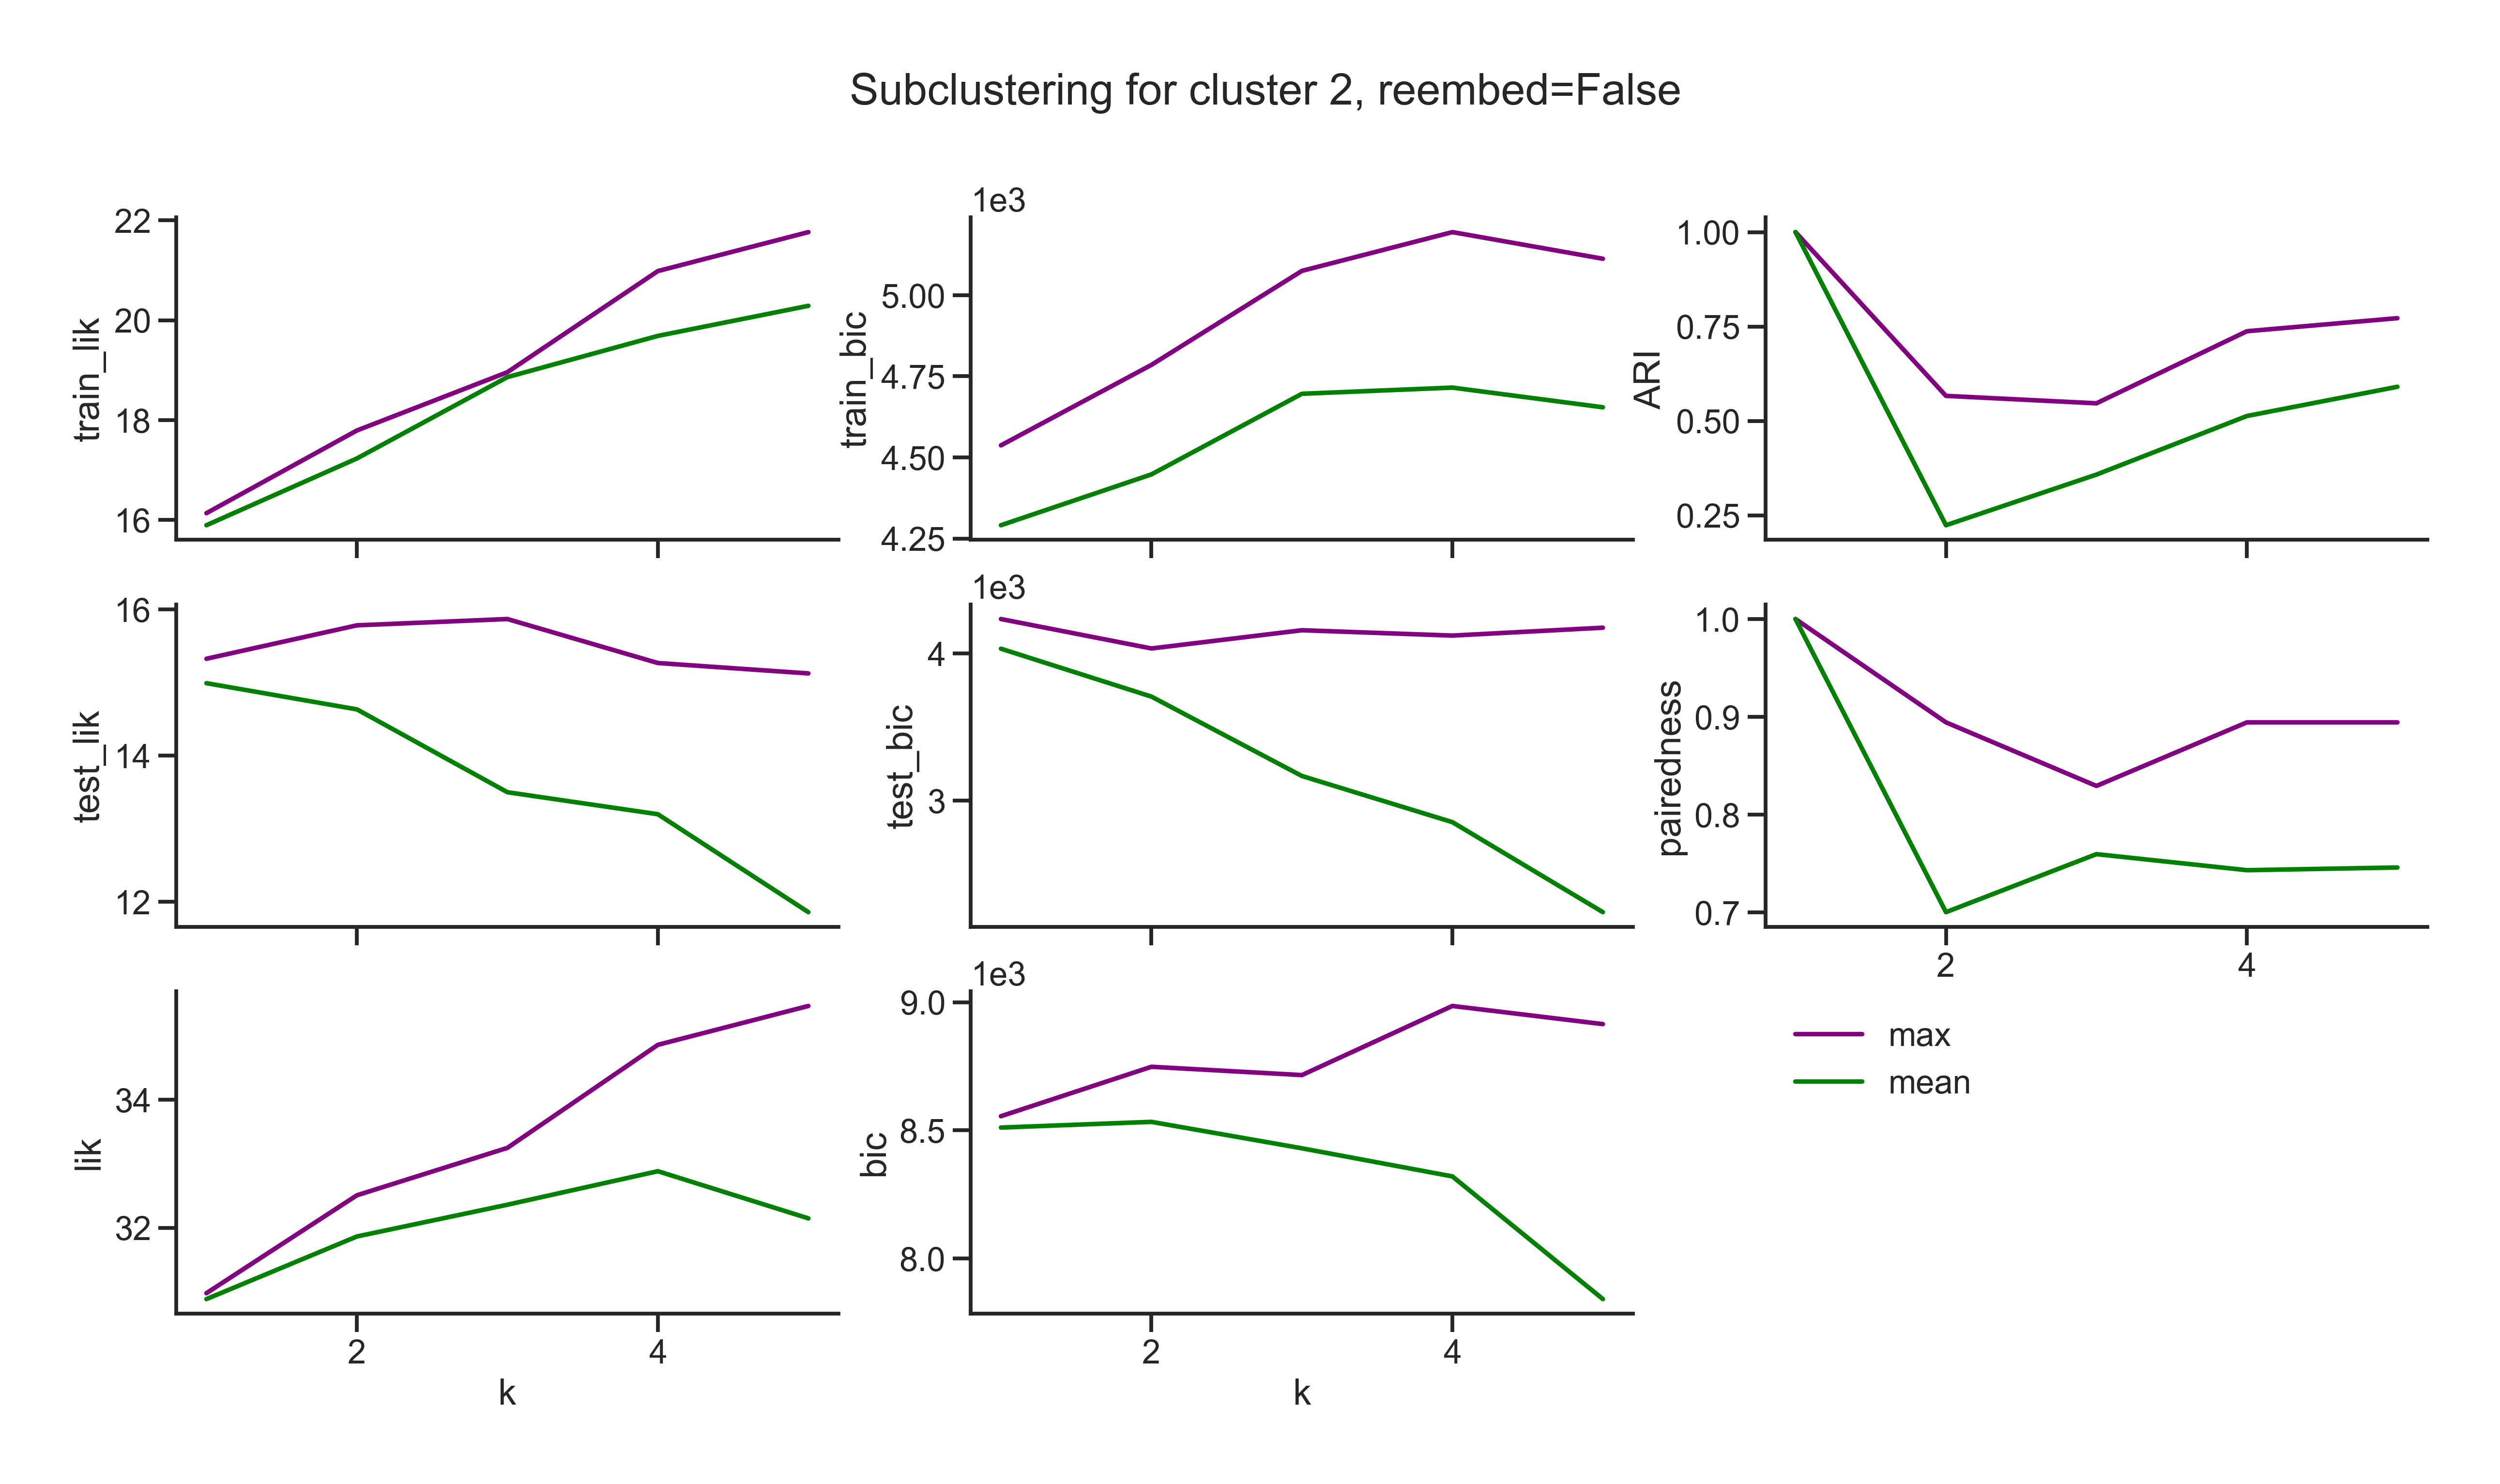 Subclustering for cluster 2, reembed=False
train_lik
22
20
18
16
1e3
train_bic
5.00
4.75
4.50
4.25
ARI
1.00
0.75
0.50
0.25
test_lik
16
14
12
1e3
test_bic
4
3
pairedness
1.0
0.9
0.8
0.7
2
4
lik
34
32
2
4
k
1e3
bic
9.0
8.5
8.0
2
4
k
max
mean